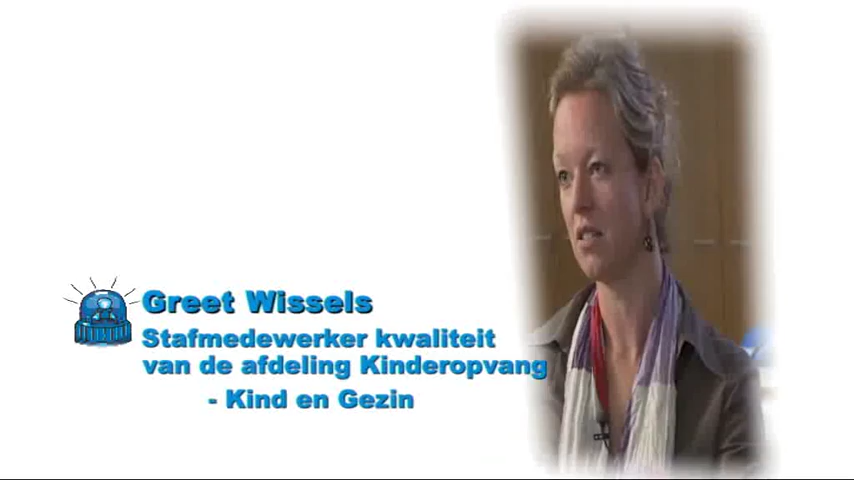 Greet Wissels
Stafmedewerker kwaliteit
van de afdeling Kinderopvang
- Kind en Gezin